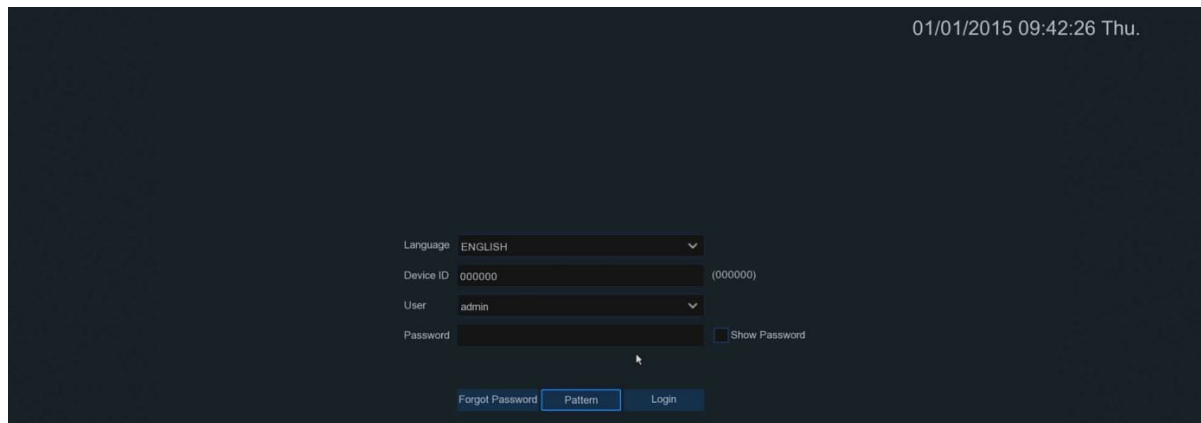 01/01/2015 09:42:26 Thu.
Language ENGLISH
Device ID 000000 (000000)
User admin
Password Show Password
Forgot Password Pattern Login